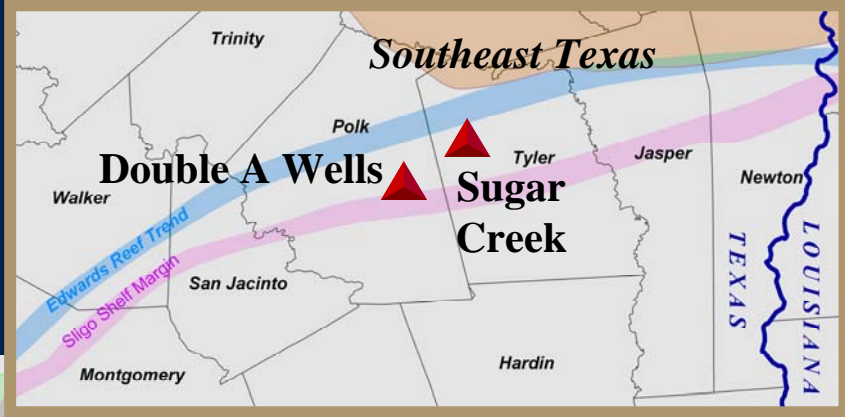 Trinity
Southeast Texas
Polk
Double A Wells
Tyler
Jasper
Walker
Sugar
Creek
Newton
Edwards Reef Trend
Sligo Shelf Margin
San Jacinto
TEXAS
LOUISIANA
Montgomery
Hardin